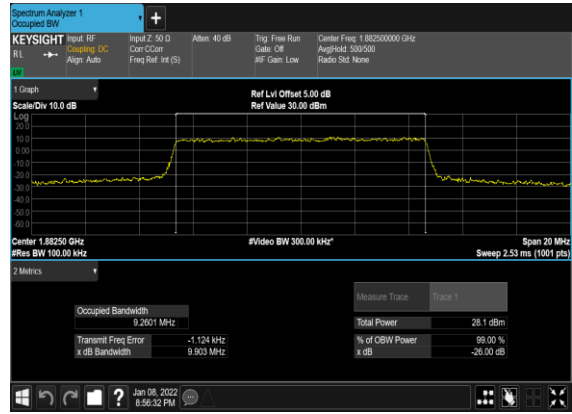 Spectrum Analyzer 1
Occupied BW
+
KEYSIGHT Input: RF Input Z: 50 Ω Atten: 40 dB Trig: Free Run Center Freq: 1.882500000 GHz
RL Coupling: DC Corr CCorr Gate: Off Avg|Hold: 500/500
Align: Auto Freq Ref: Int (S) #IF Gain: Low Radio Std: None
LW
1 Graph
Ref Lvl Offset 5.00 dB
Scale/Div 10.0 dB Ref Value 30.00 dBm
Log
20.0
10.0
0.00
-10.0
-20.0
-30.0
-40.0
-50.0
-60.0
Center 1.88250 GHz #Video BW 300.00 kHz* Span 20 MHz
#Res BW 100.00 kHz Sweep 2.53 ms (1001 pts)
2 Metrics
Measure Trace Trace 1
Occupied Bandwidth
9.2601 MHz Total Power 28.1 dBm
Transmit Freq Error -1.124 kHz % of OBW Power 99.00 %
x dB Bandwidth 9.903 MHz x dB -26.00 dB
? Jan 08, 2022
8:56:32 PM